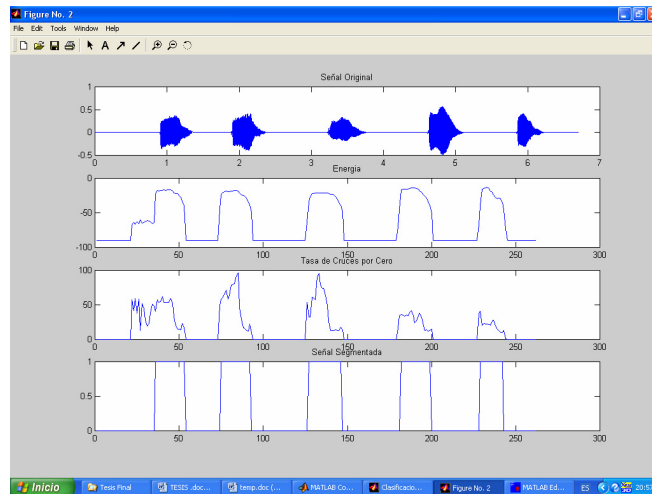 Figure No. 2
File Edit Tools Window Help
Señal Original
1
0.5
0
-0.5
0 1 2 3 4 5 6 7
Energia
0
-50
-100
0 50 100 150 200 250 300
Tasa de Cruces por Cero
100
50
0
0 50 100 150 200 250 300
Señal Segmentada
1
0.5
0
0 50 100 150 200 250 300
Inicio Tesis Final TESIS .doc... temp.doc (... MATLAB Co... Clasificacio... Figure No. 2 MATLAB Ed... ES 20:57